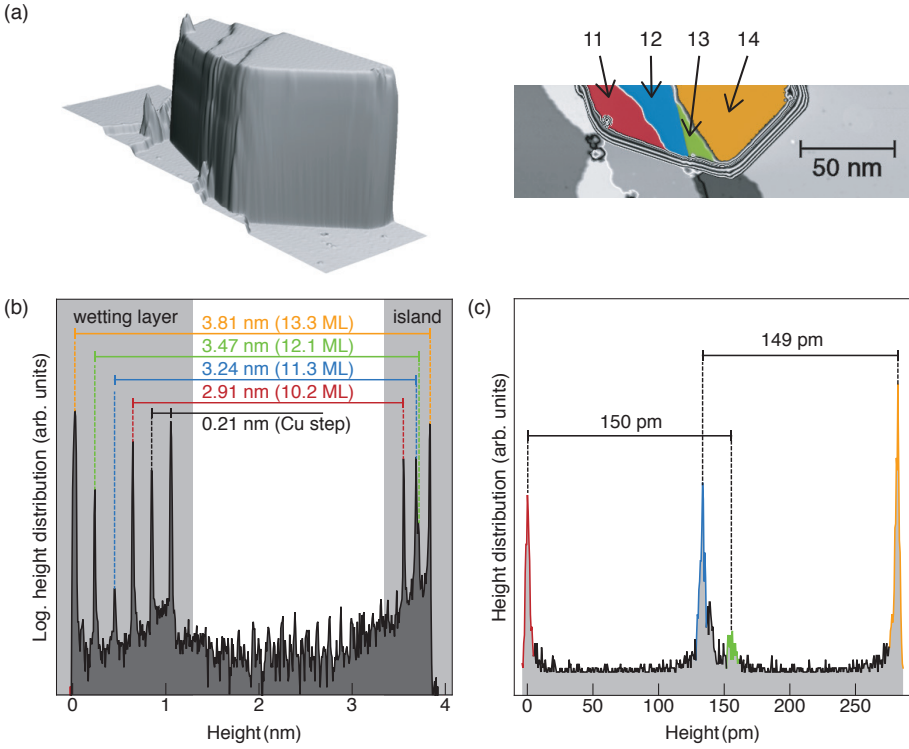 (a)
11 12 13 14
50 nm
(b)
wetting layer
island
3.81 nm (13.3 ML)
3.47 nm (12.1 ML)
3.24 nm (11.3 ML)
2.91 nm (10.2 ML)
0.21 nm (Cu step)
Log. height distribution (arb. units)
0 1 2 3 4
Height (nm)
(c)
149 pm
150 pm
Height distribution (arb. units)
0 50 100 150 200 250
Height (pm)